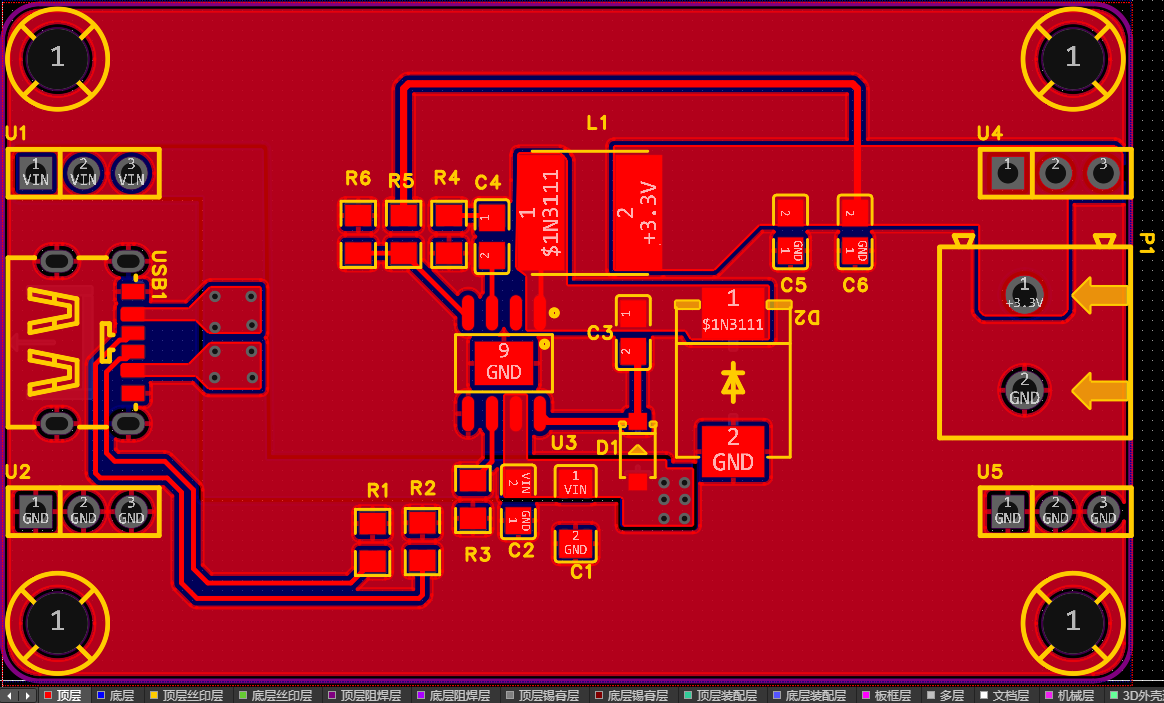 1
1
U1
L1
U4
1
VIN
2
VIN
3
VIN
1
2
3
R6
R5
R4
C4
1
2
1
$1N3111
2
+3.3V
2
1
GND
2
1
GND
C5
C6
P1
USB1
1
+3.3V
2
GND
C3
1
2
1
$1N3111
D2
9
GND
2
GND
U3
D1
U2
1
GND
2
GND
3
GND
R1
R2
R3
2
VIN
1
GND
C2
1
VIN
2
GND
C1
U5
1
GND
2
GND
3
GND
1
1
顶层 底层 顶层丝印层 底层丝印层 顶层阻焊层 底层阻焊层 顶层锡膏层 底层锡膏层 顶层装配层 底层装配层 板框层 多层 文档层 机械层 3D外壳